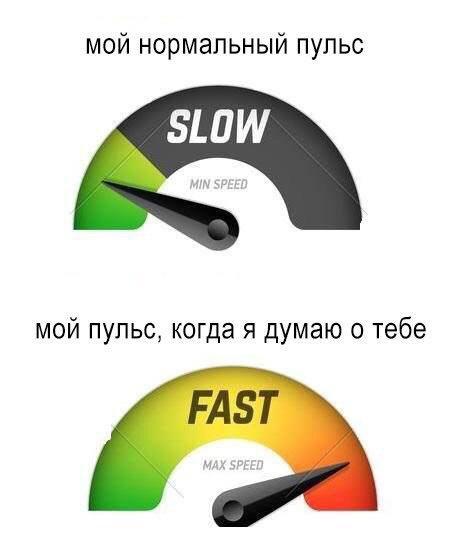 мой нормальный пульс
SLOW
MIN SPEED
мой пульс, когда я думаю о тебе
FAST
MAX SPEED